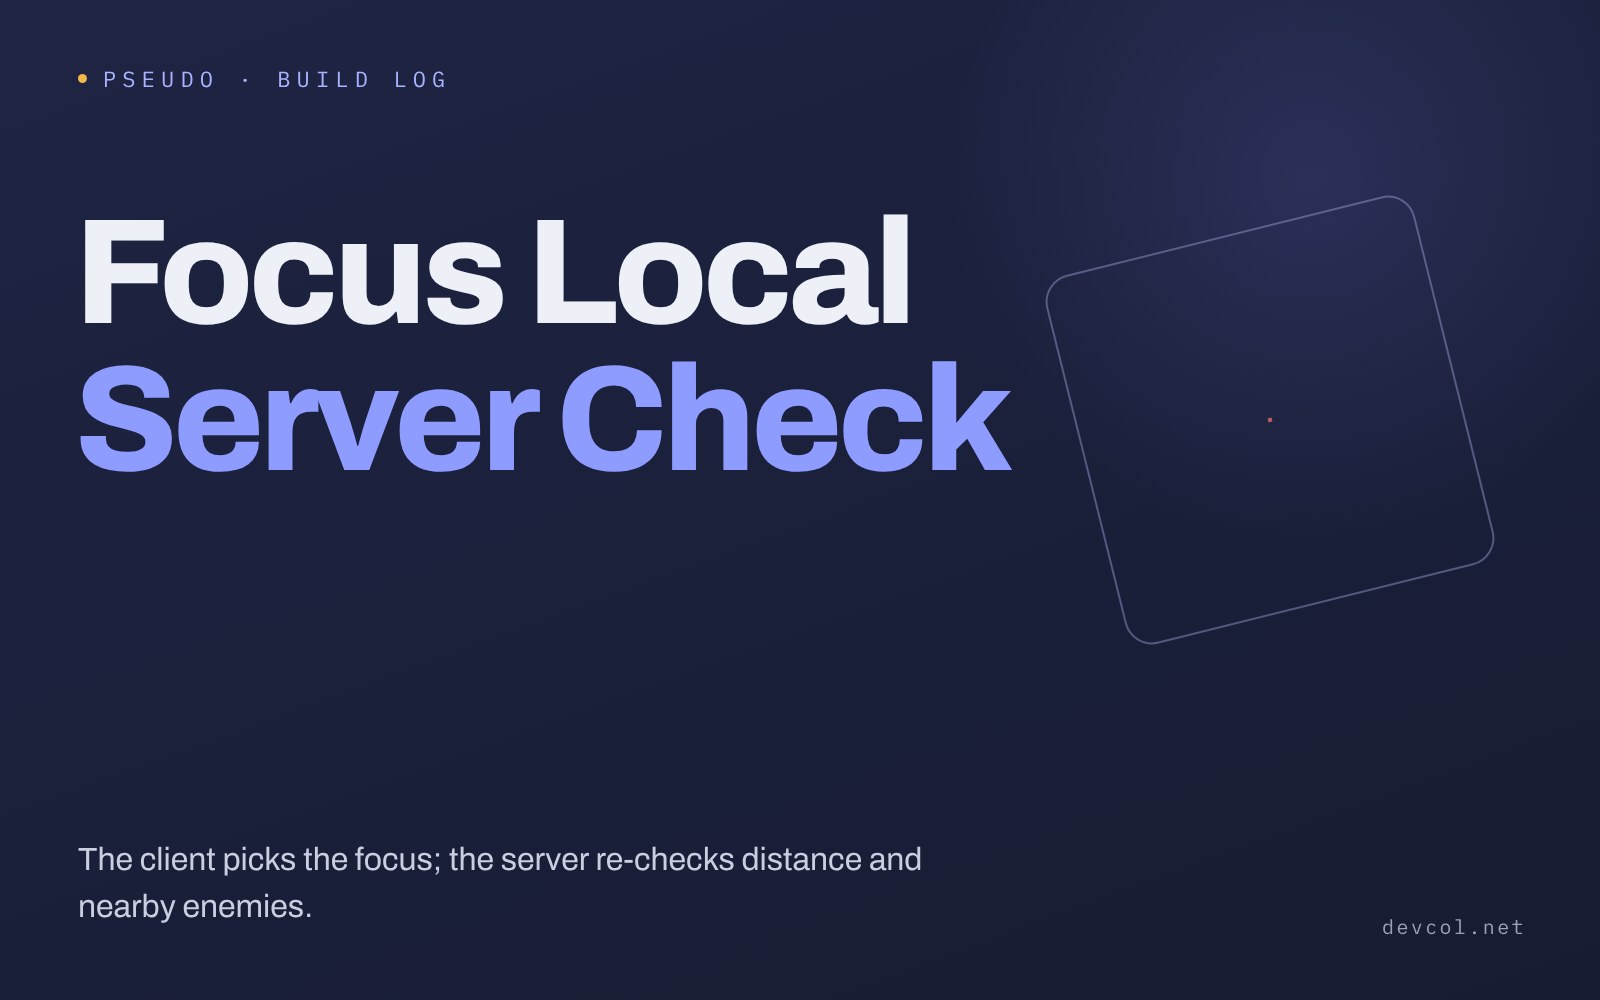 PSEUDO · BUILD LOG
Focus Local
Server Check
The client picks the focus; the server re-checks distance and
nearby enemies.
devcol.net